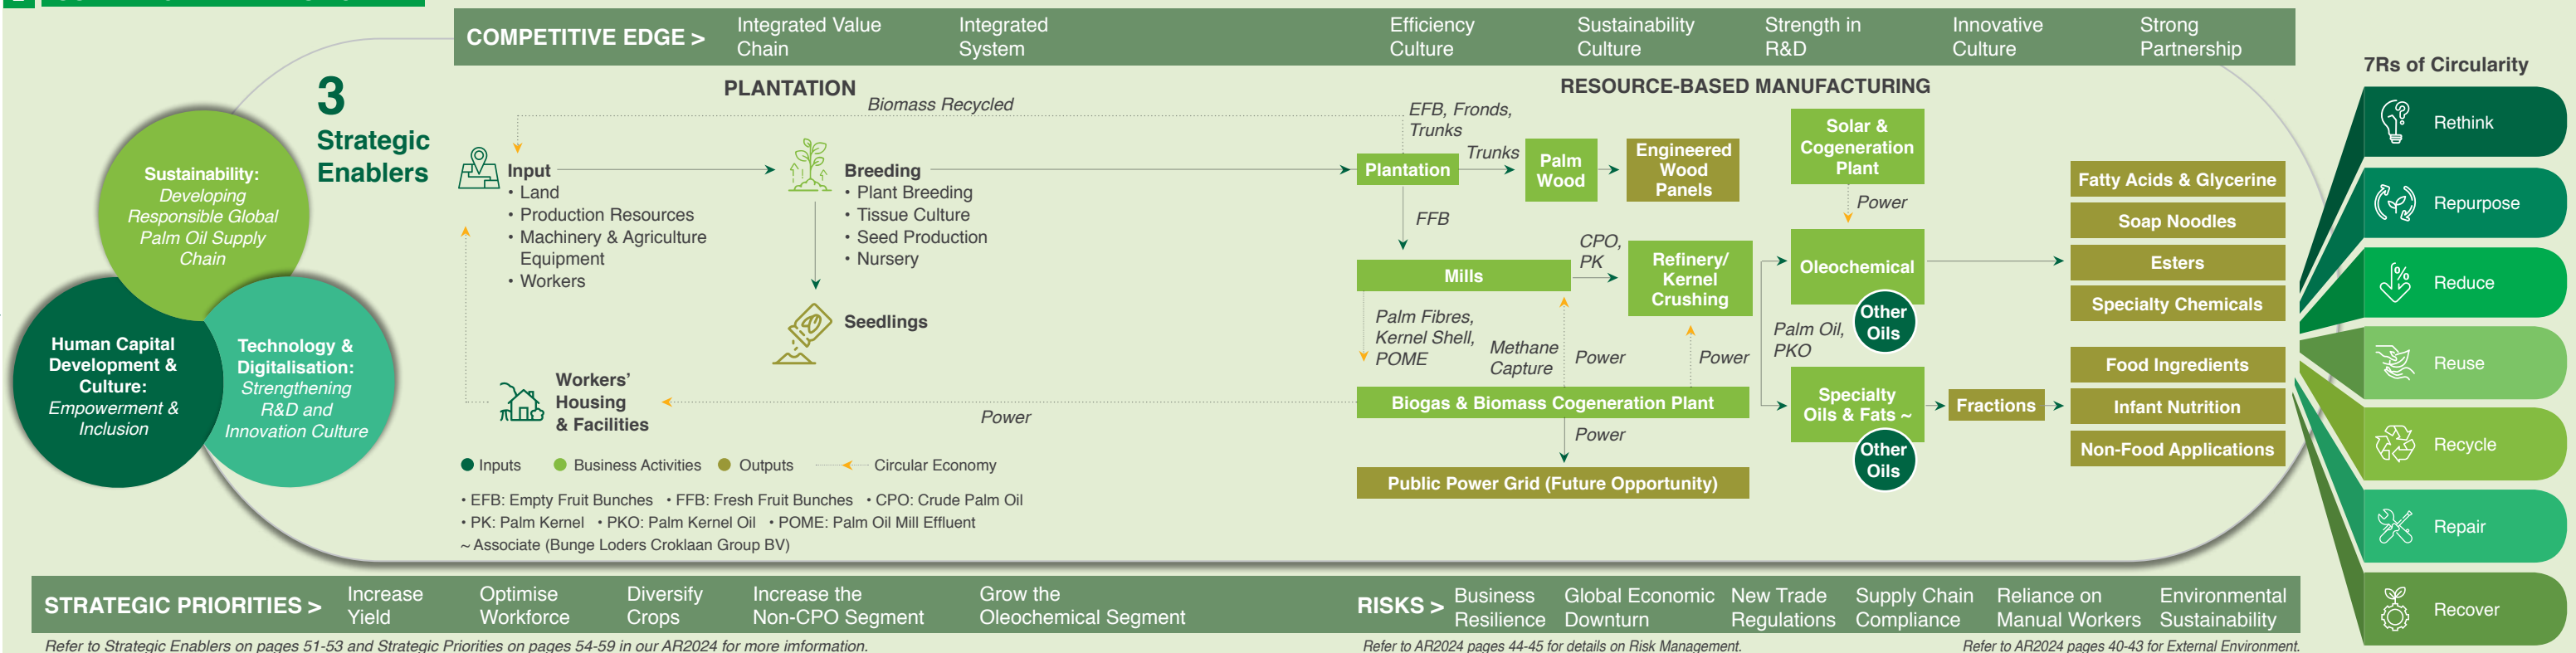 COMPETITIVE EDGE >
Integrated Value
Chain
Integrated
System
Efficiency
Culture
Sustainability
Culture
Strength in
R&D
Innovative
Culture
Strong
Partnership
3
Strategic
Enablers
Sustainability:
Developing
Responsible Global
Palm Oil Supply
Chain
Human Capital
Development &
Culture:
Empowerment &
Inclusion
Technology &
Digitalisation:
Strengthening
R&D and
Innovation Culture
PLANTATION
Biomass Recycled
Input
• Land
• Production Resources
• Machinery & Agriculture
Equipment
• Workers
Breeding
• Plant Breeding
• Tissue Culture
• Seed Production
• Nursery
Seedlings
Workers'
Housing
& Facilities
Power
Inputs
Business Activities
Outputs
Circular Economy
• EFB: Empty Fruit Bunches • FFB: Fresh Fruit Bunches • CPO: Crude Palm Oil
• PK: Palm Kernel • PKO: Palm Kernel Oil • POME: Palm Oil Mill Effluent
~ Associate (Bunge Loders Croklaan Group BV)
RESOURCE-BASED MANUFACTURING
EFB, Fronds,
Trunks
Plantation
Trunks
Palm
Wood
Engineered
Wood
Panels
Solar &
Cogeneration
Plant
Power
FFB
Mills
CPO,
PK
Refinery/
Kernel
Crushing
Oleochemical
Other
Oils
Palm Fibres,
Kernel Shell,
POME
Methane
Capture
Power
Power
Palm Oil,
PKO
Biogas & Biomass Cogeneration Plant
Power
Public Power Grid (Future Opportunity)
Specialty
Oils & Fats ~
Other
Oils
Fractions
Fatty Acids & Glycerine
Soap Noodles
Esters
Specialty Chemicals
Food Ingredients
Infant Nutrition
Non-Food Applications
7Rs of Circularity
Rethink
Repurpose
Reduce
Reuse
Recycle
Repair
Recover
STRATEGIC PRIORITIES >
Increase
Yield
Optimise
Workforce
Diversify
Crops
Increase the
Non-CPO Segment
Grow the
Oleochemical Segment
RISKS >
Business
Resilience
Global Economic
Downturn
New Trade
Regulations
Supply Chain
Compliance
Reliance on
Manual Workers
Environmental
Sustainability
Refer to Strategic Enablers on pages 51-53 and Strategic Priorities on pages 54-59 in our AR2024 for more imformation.
Refer to AR2024 pages 44-45 for details on Risk Management.
Refer to AR2024 pages 40-43 for External Environment.